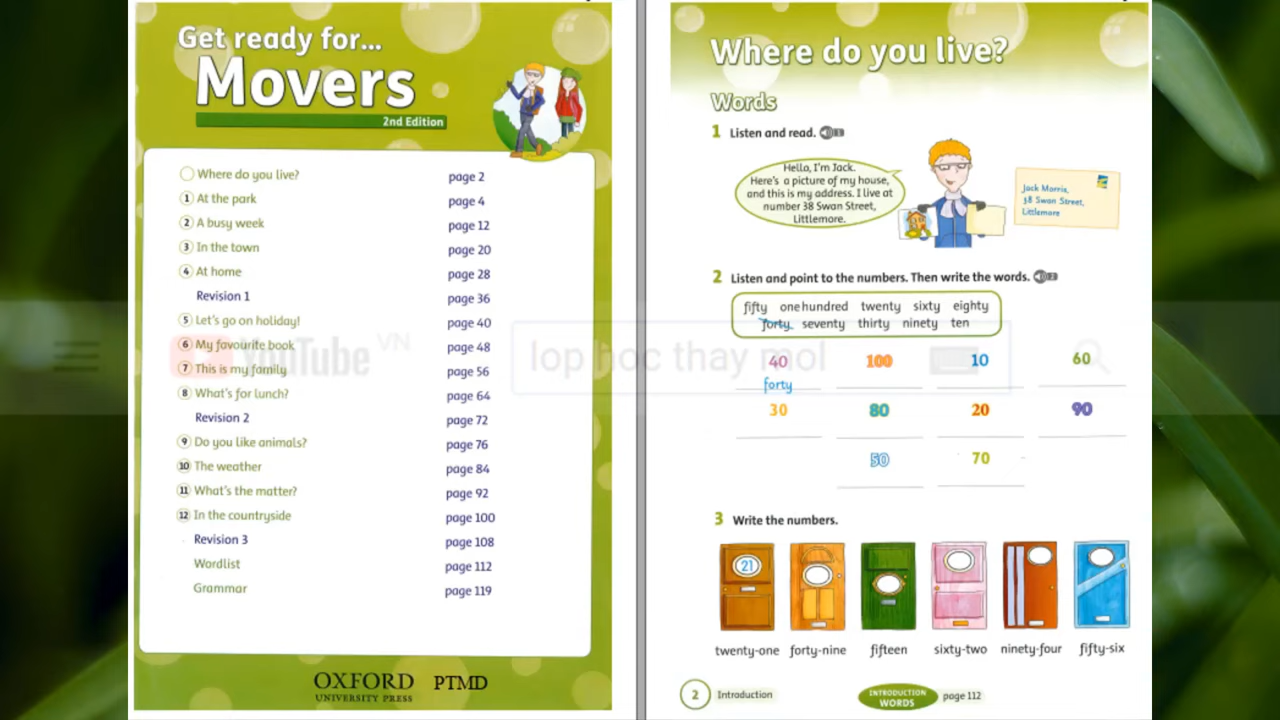 Get ready for...
Movers
2nd Edition
Where do you live? page 2
1 At the park page 4
2 A busy week page 12
3 In the town page 20
4 At home page 28
Revision 1 page 36
5 Let's go on holiday! page 40
6 My favourite book page 48
7 This is my family page 56
8 What's for lunch? page 64
Revision 2 page 72
9 Do you like animals? page 76
10 The weather page 84
11 What's the matter? page 92
12 In the countryside page 100
Revision 3 page 108
Wordlist page 112
Grammar page 119
OXFORD PTMD
UNIVERSITY PRESS
YouTube VN
lop hoc thay mol
Where do you live?
Words
1 Listen and read.
Hello, I'm Jack.
Here's a picture of my house,
and this is my address. I live at
number 38 Swan Street,
Littlemore.
Jack Morris,
38 Swan Street,
Littlemore
2 Listen and point to the numbers. Then write the words.
fifty one hundred twenty sixty eighty
forty seventy thirty ninety ten
40 100 10 60
forty
30 80 20 90
50 70
3 Write the numbers.
21
twenty-one forty-nine fifteen sixty-two ninety-four fifty-six
2 Introduction
INTRODUCTION
WORDS
page 112